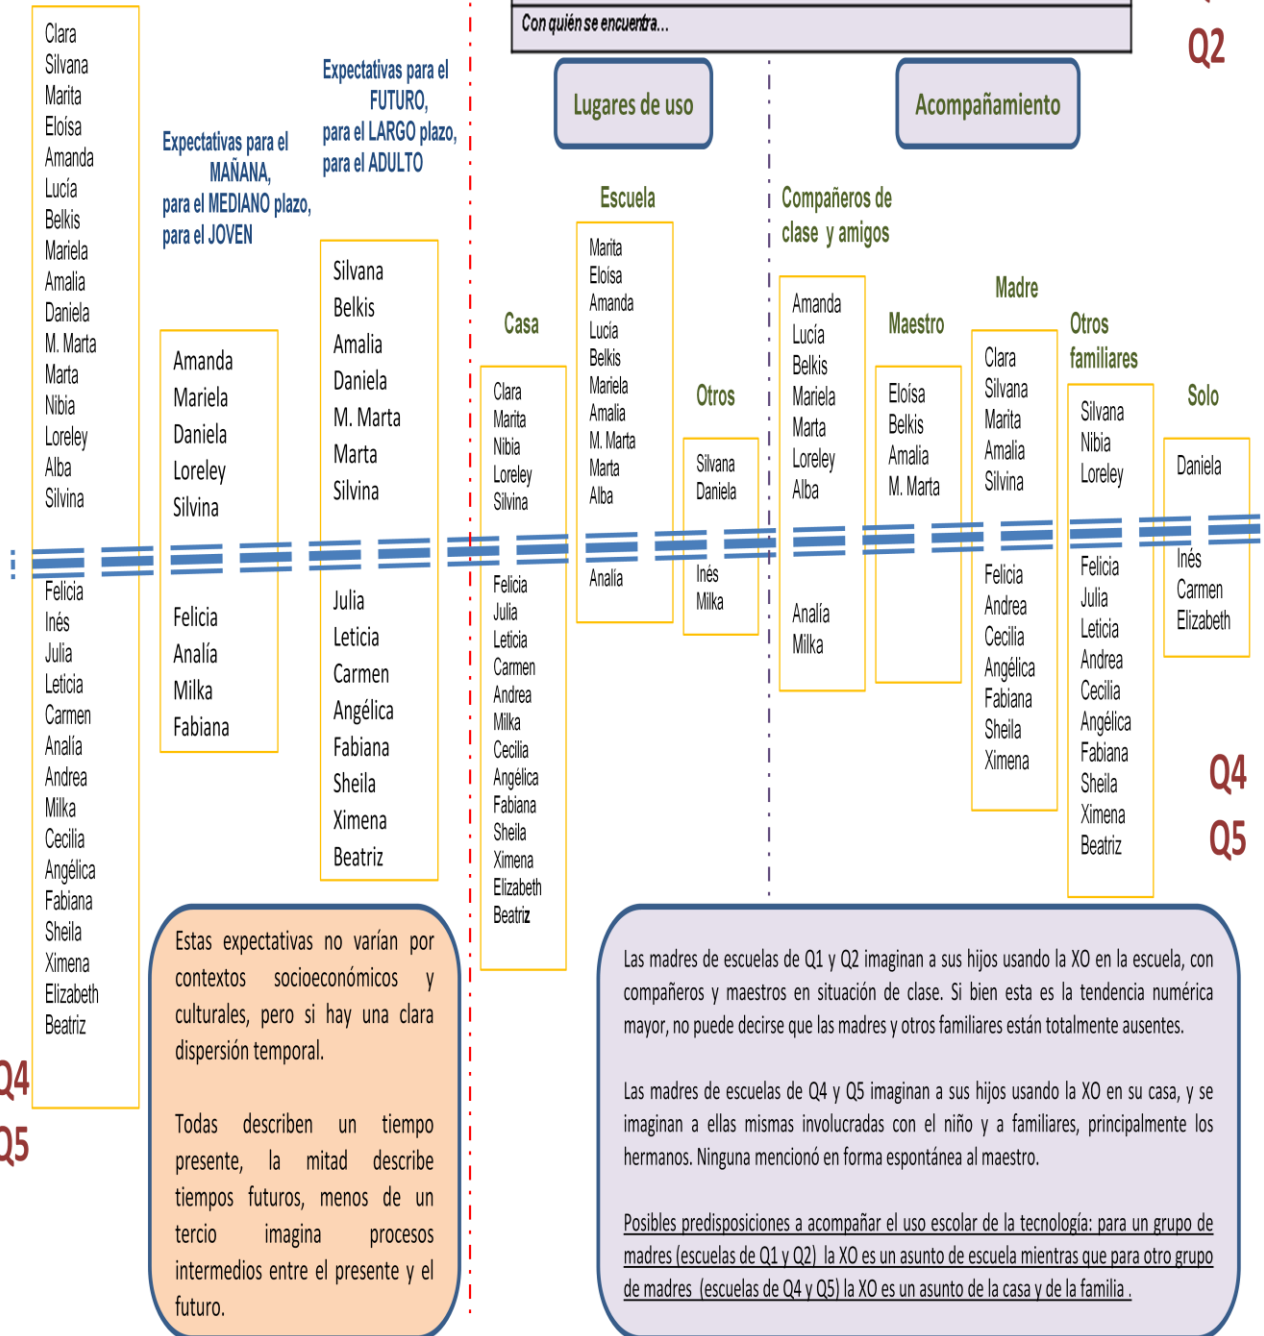 Con quién se encuentra...
Q2
Clara
Silvana
Marita
Eloísa
Amanda
Lucía
Belkis
Mariela
Amalia
Daniela
M. Marta
Marta
Nibia
Loreley
Alba
Silvina
Felicia
Inés
Julia
Leticia
Carmen
Analía
Andrea
Milka
Cecilia
Angélica
Fabiana
Sheila
Ximena
Elizabeth
Beatriz
Q4
Q5
Expectativas para el
MAÑANA,
para el MEDIANO plazo,
para el JOVEN
Amanda
Mariela
Daniela
Loreley
Silvina
Felicia
Analía
Milka
Fabiana
Expectativas para el
FUTURO,
para el LARGO plazo,
para el ADULTO
Silvana
Belkis
Amalia
Daniela
M. Marta
Marta
Silvina
Julia
Leticia
Carmen
Angélica
Fabiana
Sheila
Ximena
Beatriz
Estas expectativas no varían por
contextos socioeconómicos y
culturales, pero si hay una clara
dispersión temporal.
Todas describen un tiempo
presente, la mitad describe
tiempos futuros, menos de un
tercio imagina procesos
intermedios entre el presente y el
futuro.
Lugares de uso
Casa
Clara
Marita
Nibia
Loreley
Silvina
Felicia
Julia
Leticia
Carmen
Andrea
Milka
Cecilia
Angélica
Fabiana
Sheila
Ximena
Elizabeth
Beatriz
Escuela
Marita
Eloísa
Amanda
Lucia
Belkis
Mariela
Amalia
M. Marta
Marta
Alba
Analía
Otros
Silvana
Daniela
Inés
Milka
Acompañamiento
Compañeros de
clase y amigos
Amanda
Lucía
Belkis
Mariela
Marta
Loreley
Alba
Analía
Milka
Maestro
Eloísa
Belkis
Amalia
M. Marta
Madre
Clara
Silvana
Marita
Amalia
Silvina
Felicia
Andrea
Cecilia
Angélica
Fabiana
Sheila
Ximena
Otros
familiares
Silvana
Nibia
Loreley
Felicia
Julia
Leticia
Andrea
Cecilia
Angélica
Fabiana
Sheila
Ximena
Beatriz
Solo
Daniela
Inés
Carmen
Elizabeth
Q4
Q5
Las madres de escuelas de Q1 y Q2 imaginan a sus hijos usando la XO en la escuela, con
compañeros y maestros en situación de clase. Si bien esta es la tendencia numérica
mayor, no puede decirse que las madres y otros familiares están totalmente ausentes.
Las madres de escuelas de Q4 y Q5 imaginan a sus hijos usando la XO en su casa, y se
imaginan a ellas mismas involucradas con el niño y a familiares, principalmente los
hermanos. Ninguna mencionó en forma espontánea al maestro.
Posibles predisposiciones a acompañar el uso escolar de la tecnología: para un grupo de
madres (escuelas de Q1 y Q2) la XO es un asunto de escuela mientras que para otro grupo
de madres (escuelas de Q4 y Q5) la XO es un asunto de la casa y de la familia .